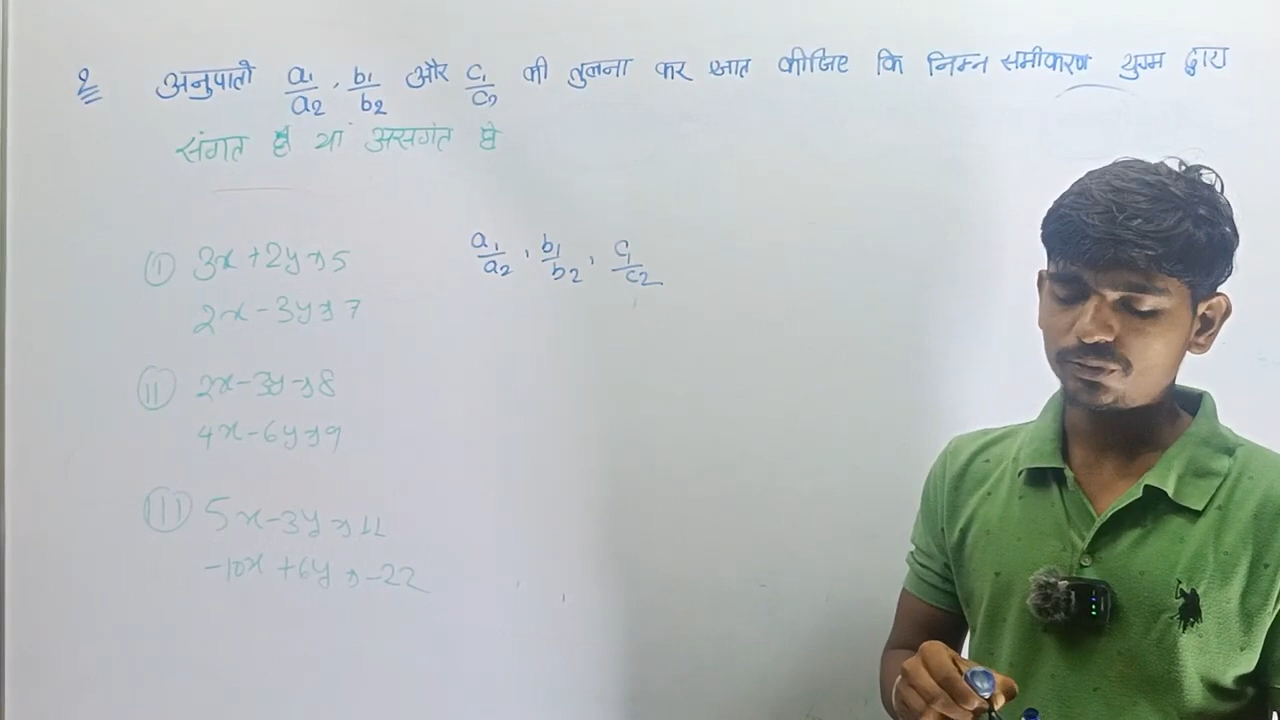 2 अनुपातो a₁/a₂ , b₁/b₂ और c₁/c₂ की तुलना कर ज्ञात कीजिए कि निम्न समीकरण युग्म द्वारा
संगत है यां असगंत है
(i) 3x + 2y = 5
a₁/a₂ , b₁/b₂ , c₁/c₂
2x - 3y = 7
(ii) 2x - 3y = 8
4x - 6y = 9
(iii) 5x - 3y = 11
-10x + 6y = -22